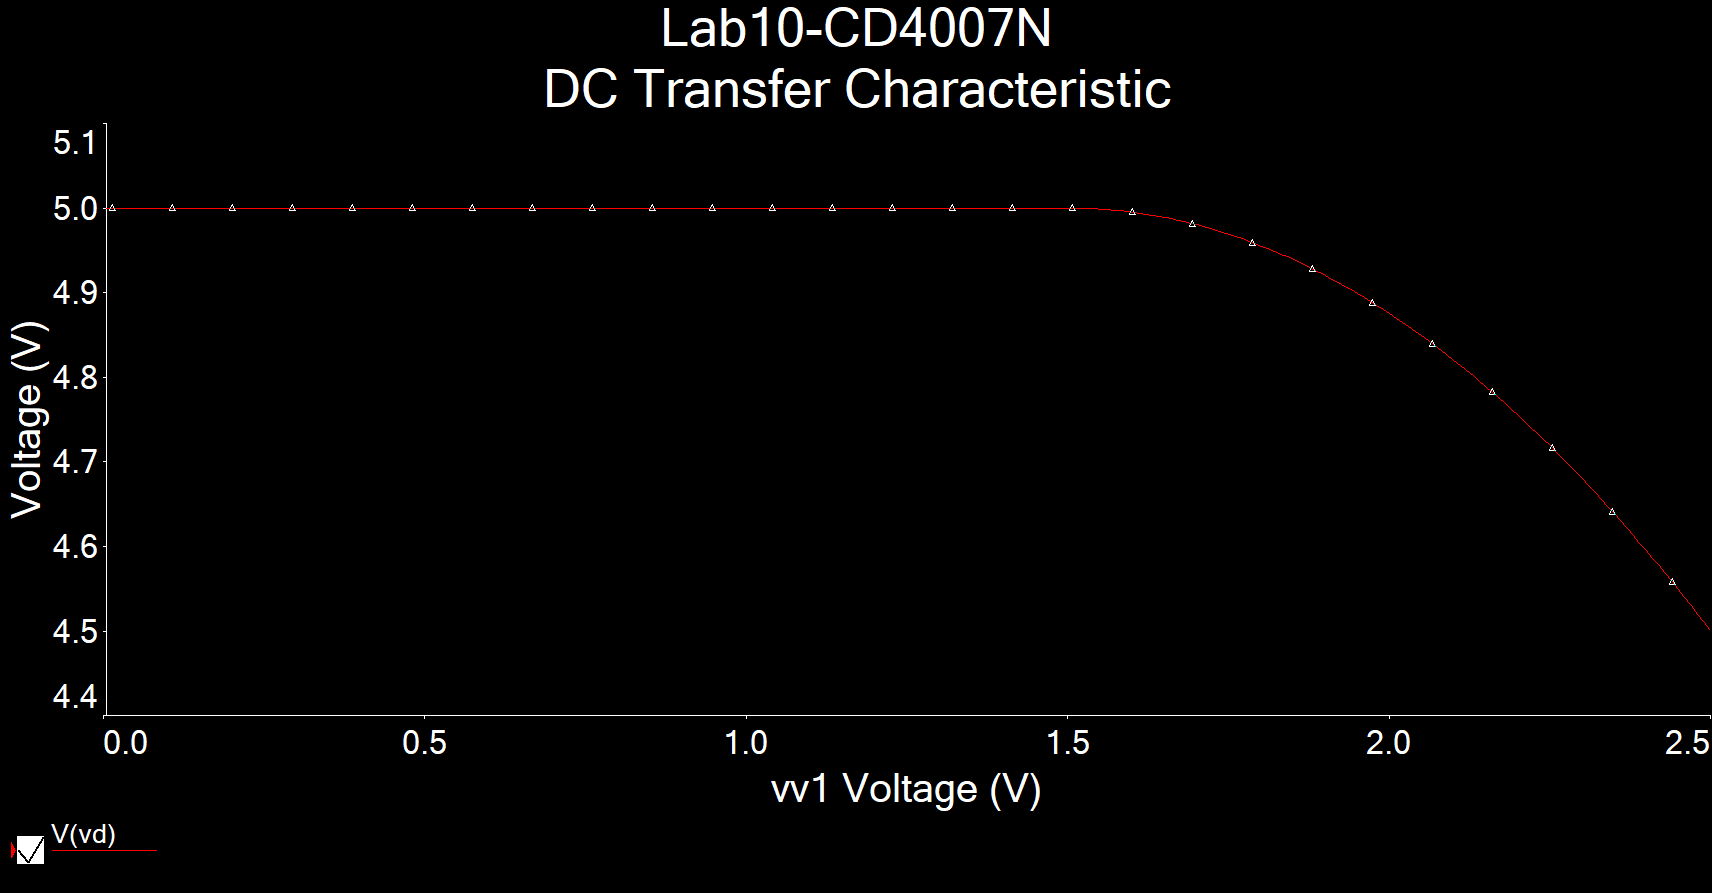 Lab10-CD4007N
DC Transfer Characteristic
5.1
5.0
4.9
4.8
4.7
4.6
4.5
4.4
Voltage (V)
0.0 0.5 1.0 1.5 2.0 2.5
vv1 Voltage (V)
V(vd)